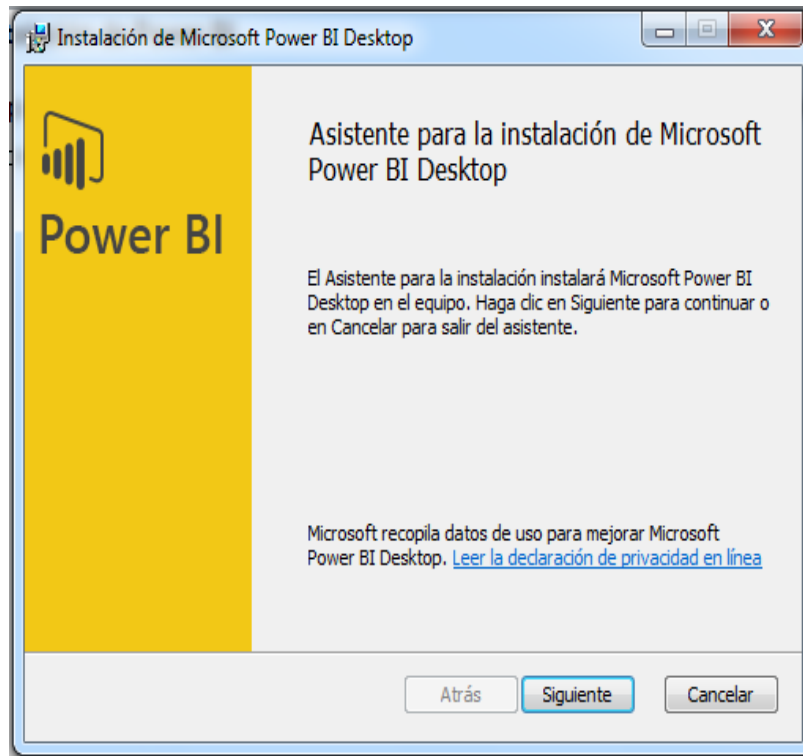 Instalación de Microsoft Power BI Desktop
Power BI
Asistente para la instalación de Microsoft
Power BI Desktop
El Asistente para la instalación instalará Microsoft Power BI
Desktop en el equipo. Haga clic en Siguiente para continuar o
en Cancelar para salir del asistente.
Microsoft recopila datos de uso para mejorar Microsoft
Power BI Desktop. Leer la declaración de privacidad en línea
Atrás
Siguiente
Cancelar